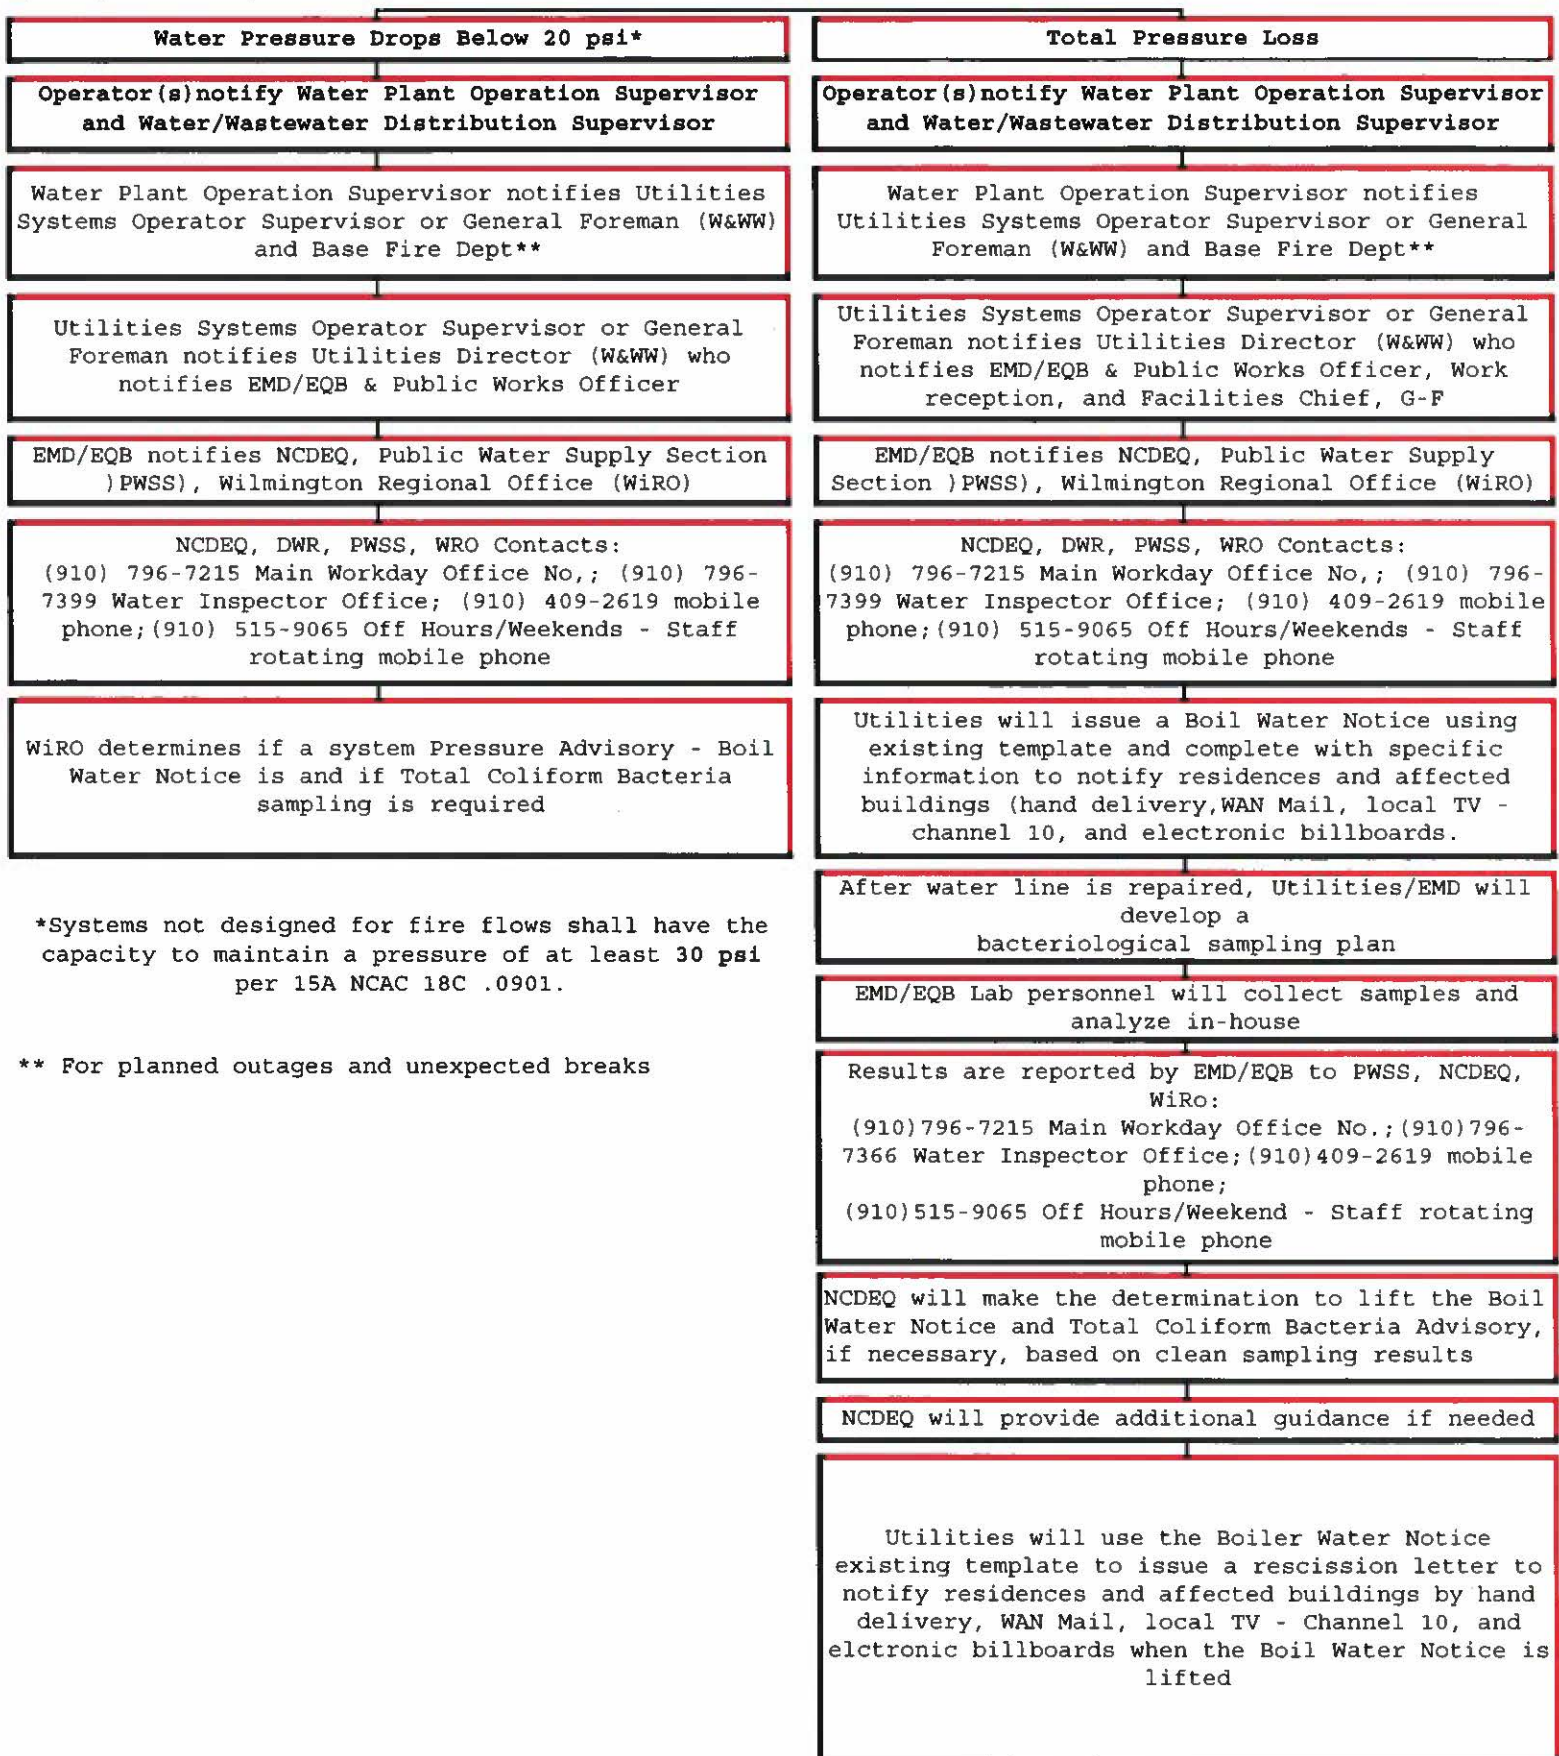 Water Pressure Drops Below 20 psi*
Operator(s)notify Water Plant Operation Supervisor
and Water/Wastewater Distribution Supervisor
Water Plant Operation Supervisor notifies Utilities
Systems Operator Supervisor or General Foreman (W&WW)
and Base Fire Dept**
Utilities Systems Operator Supervisor or General
Foreman notifies Utilities Director (W&WW) who
notifies EMD/EQB & Public Works Officer
EMD/EQB notifies NCDEQ, Public Water Supply Section
)PWSS), Wilmington Regional Office (WiRO)
NCDEQ, DWR, PWSS, WRO Contacts:
(910) 796-7215 Main Workday Office No,; (910) 796-
7399 Water Inspector Office; (910) 409-2619 mobile
phone;(910) 515-9065 Off Hours/Weekends - Staff
rotating mobile phone
WiRO determines if a system Pressure Advisory - Boil
Water Notice is and if Total Coliform Bacteria
sampling is required
*Systems not designed for fire flows shall have the
capacity to maintain a pressure of at least 30 psi
per 15A NCAC 18C .0901.
** For planned outages and unexpected breaks
Total Pressure Loss
Operator(s)notify Water Plant Operation Supervisor
and Water/Wastewater Distribution Supervisor
Water Plant Operation Supervisor notifies
Utilities Systems Operator Supervisor or General
Foreman (W&WW) and Base Fire Dept**
Utilities Systems Operator Supervisor or General
Foreman notifies Utilities Director (W&WW) who
notifies EMD/EQB & Public Works Officer, Work
reception, and Facilities Chief, G-F
EMD/EQB notifies NCDEQ, Public Water Supply
Section )PWSS), Wilmington Regional Office (WiRO)
NCDEQ, DWR, PWSS, WRO Contacts:
(910) 796-7215 Main Workday Office No,; (910) 796-
7399 Water Inspector Office; (910) 409-2619 mobile
phone;(910) 515-9065 Off Hours/Weekends - Staff
rotating mobile phone
Utilities will issue a Boil Water Notice using
existing template and complete with specific
information to notify residences and affected
buildings (hand delivery,WAN Mail, local TV -
channel 10, and electronic billboards.
After water line is repaired, Utilities/EMD will
develop a
bacteriological sampling plan
EMD/EQB Lab personnel will collect samples and
analyze in-house
Results are reported by EMD/EQB to PWSS, NCDEQ,
WiRo:
(910)796-7215 Main Workday Office No.;(910)796-
7366 Water Inspector Office;(910)409-2619 mobile
phone;
(910)515-9065 Off Hours/Weekend - Staff rotating
mobile phone
NCDEQ will make the determination to lift the Boil
Water Notice and Total Coliform Bacteria Advisory,
if necessary, based on clean sampling results
NCDEQ will provide additional guidance if needed
Utilities will use the Boiler Water Notice
existing template to issue a rescission letter to
notify residences and affected buildings by hand
delivery, WAN Mail, local TV - Channel 10, and
elctronic billboards when the Boil Water Notice is
lifted